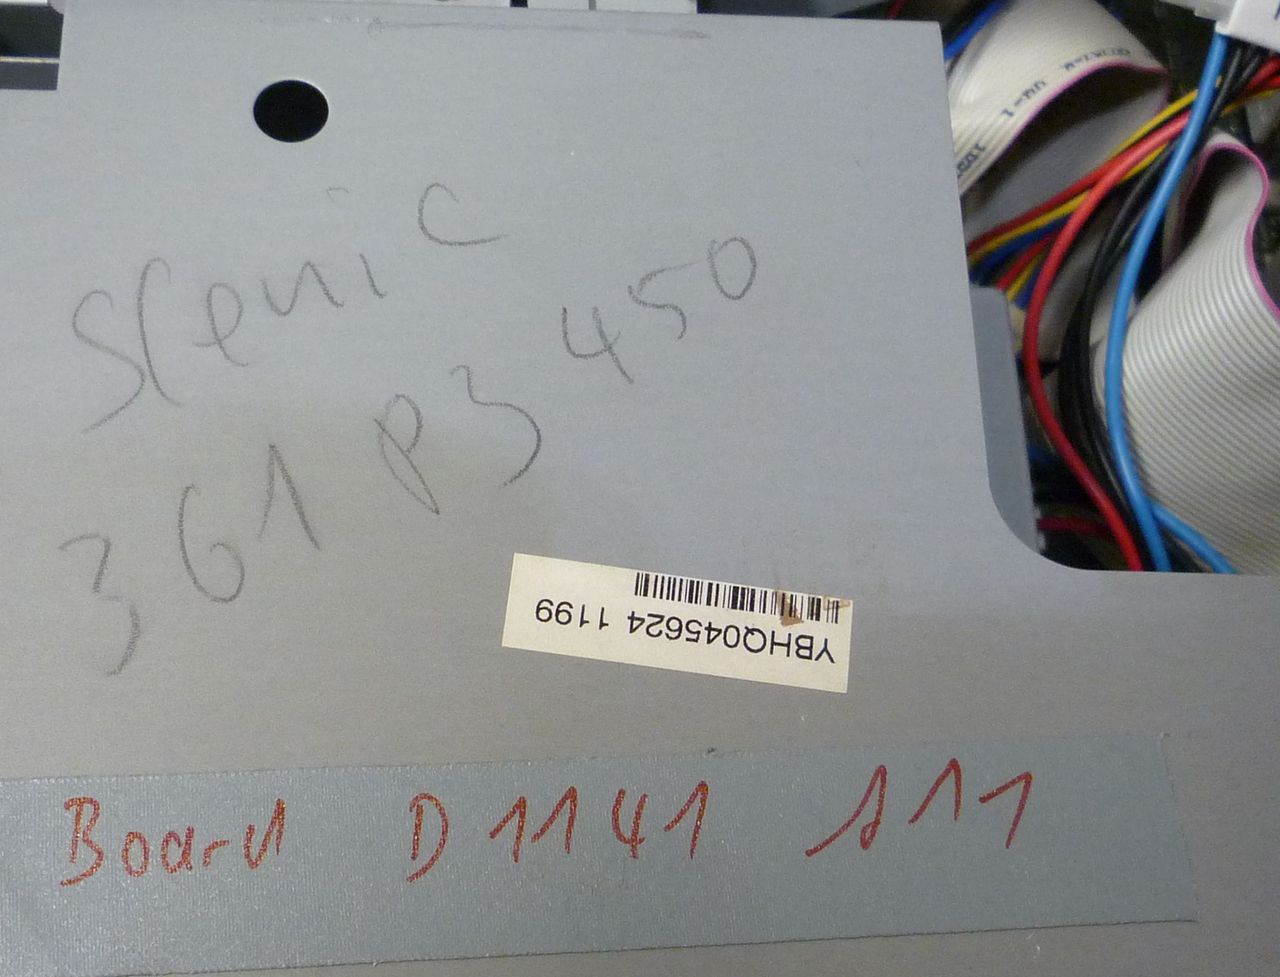 Scenic
361 P3 450
YBHQ045624 1199
Board D1141 A11